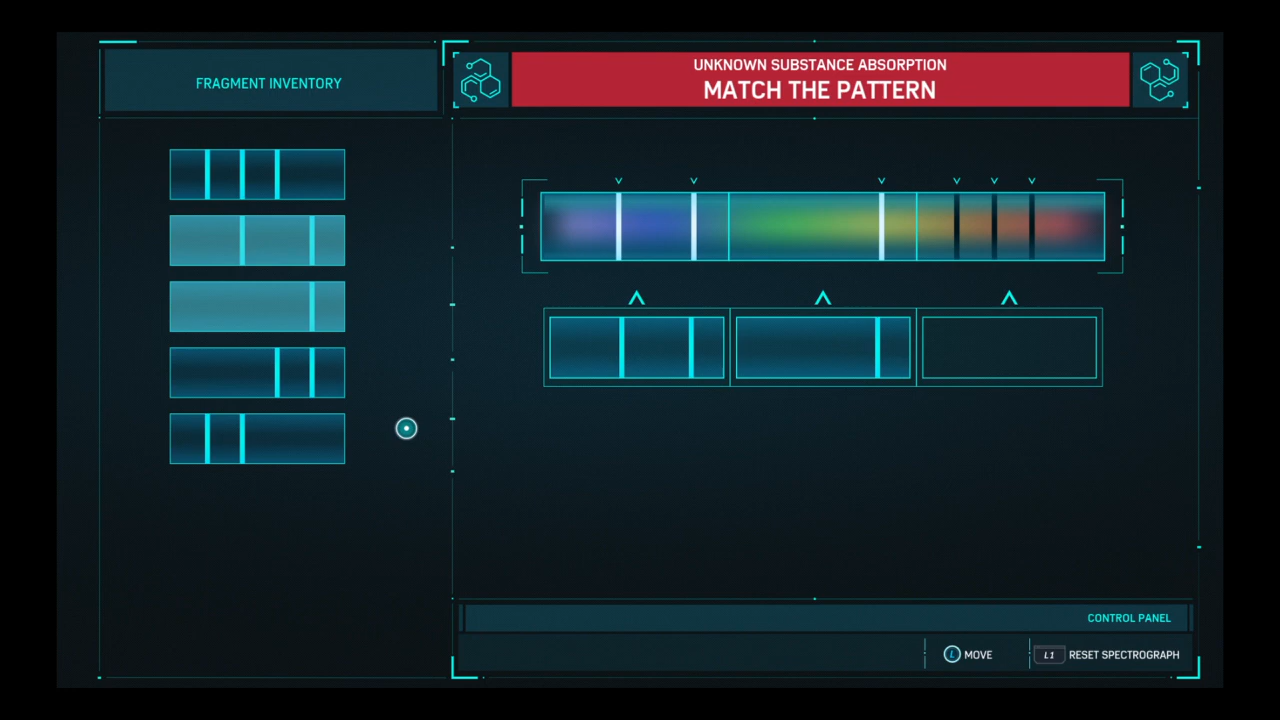 FRAGMENT INVENTORY
UNKNOWN SUBSTANCE ABSORPTION
MATCH THE PATTERN
CONTROL PANEL
L MOVE
L1 RESET SPECTROGRAPH